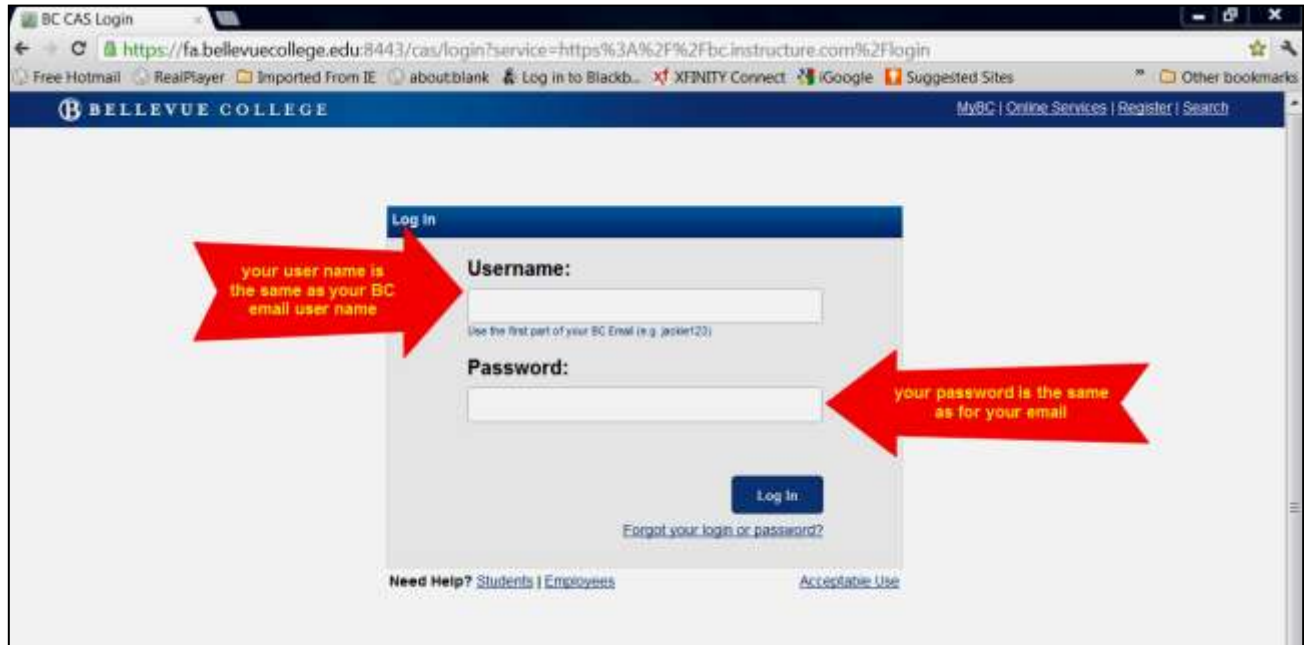 BC CAS Login
https://fa.bellevuecollege.edu:8443/cas/login?service=https%3A%2F%2Fbc.instructure.com%2Flogin
Free Hotmail RealPlayer Imported From IE about:blank Log in to Blackb... XFINITY Connect iGoogle Suggested Sites » Other bookmarks
B BELLEVUE COLLEGE MyBC | Online Services | Register | Search
Log In
your user name is
the same as your BC
email user name
Username:
Use the first part of your BC Email (e.g. jackie123)
Password:
your password is the same
as for your email
Log In
Forgot your login or password?
Need Help? Students | Employees Acceptable Use